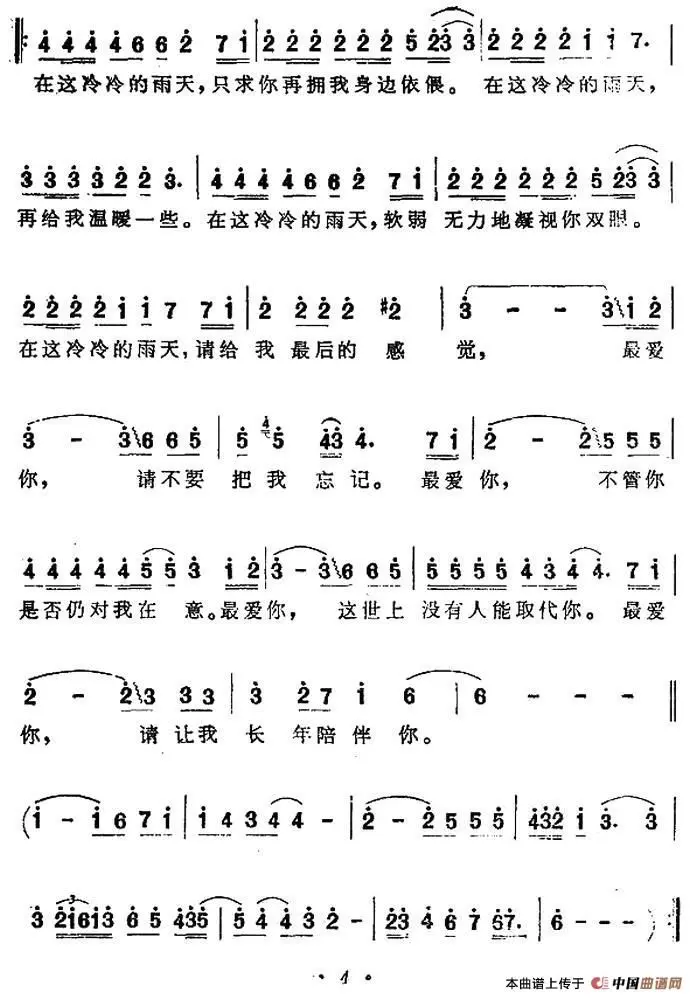 4 4 4 4 6 6 2 7 1 | 2 2 2 2 2 2 5 23 3 | 2 2 2 2 1 1 7. |
在这冷冷的雨天，只求你再拥我身边依偎。在这冷冷的雨天，
3 3 3 3 2 2 3. | 4 4 4 4 6 6 2 7 1 | 2 2 2 2 2 2 5 23 3 |
再给我温暖一些。在这冷冷的雨天，软弱 无力地凝视你双眼。
2 2 2 2 1 1 7 7 1 | 2 2 2 2 #2 | 3 - - 3 1 2 |
在这冷冷的雨天，请给 我 最后的 感 觉， 最爱
3 - 3 6 6 5 | 5 5 43 4. 7 1 | 2 - 2 5 5 5 |
你， 请不要 把 我 忘记。 最爱 你， 不管你
4 4 4 4 4 5 5 3 1 2 | 3 - 3 6 6 5 | 5 5 5 5 4 3 4 4. 7 1 |
是否仍对我在 意。最爱你， 这世上 没有人能取代你。 最爱
2 - 2 3 3 3 | 3 2 7 1 6 | 6 - - - ‖
你， 请 让我 长 年陪 伴 你。
(1 - 1 6 7 1 | 1 4 3 4 4 - | 2 - 2 5 5 5 | 432 1 3. 3 |
3 21613 6 5 435 | 5 4 4 3 2 - | 23 4 6 7 67. | 6 - - - ) :‖
· 4 ·
本曲谱上传于 中国曲谱网